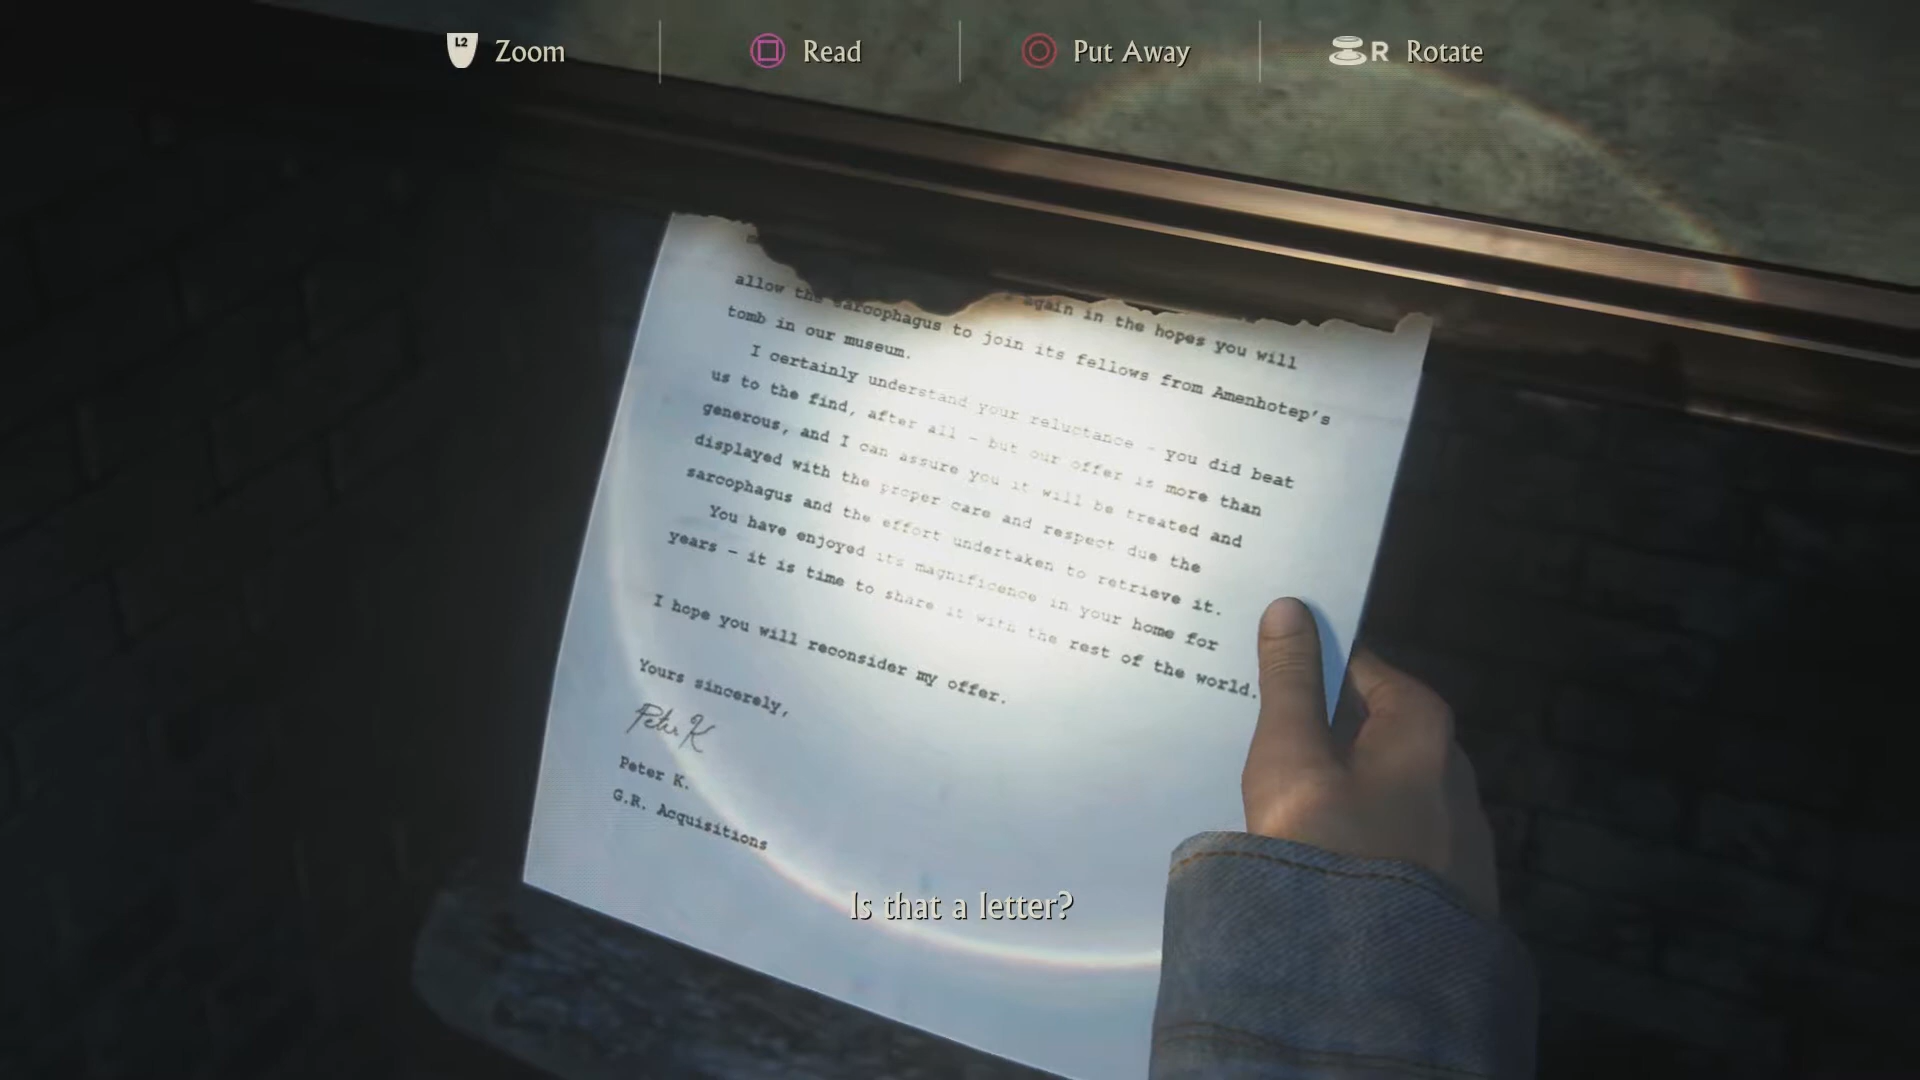 L2 Zoom
Read
Put Away
R Rotate
again in the hopes you will
allow the sarcophagus to join its fellows from Amenhotep's
tomb in our museum.
I certainly understand your reluctance - you did beat
us to the find, after all - but our offer is more than
generous, and I can assure you it will be treated and
displayed with the proper care and respect due the
sarcophagus and the effort undertaken to retrieve it.
You have enjoyed its magnificence in your home for
years - it is time to share it with the rest of the world.
I hope you will reconsider my offer.
Yours sincerely,
Peter K
Peter K.
G.R. Acquisitions
Is that a letter?